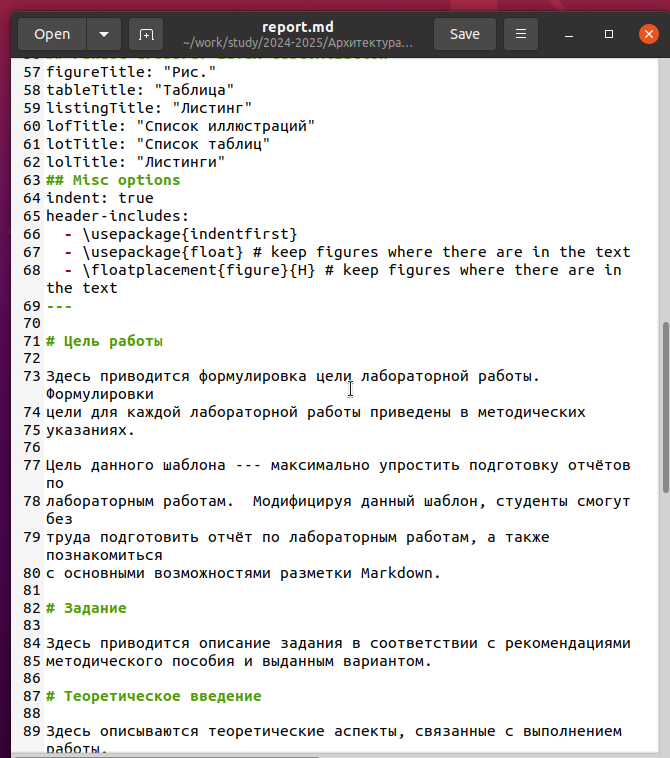 Open
report.md
~/work/study/2024-2025/Архитектура...
Save
57 figureTitle: "Рис."
58 tableTitle: "Таблица"
59 listingTitle: "Листинг"
60 lofTitle: "Список иллюстраций"
61 lotTitle: "Список таблиц"
62 lolTitle: "Листинги"
63 ## Misc options
64 indent: true
65 header-includes:
66   - \usepackage{indentfirst}
67   - \usepackage{float} # keep figures where there are in the text
68   - \floatplacement{figure}{H} # keep figures where there are in
the text
69 ---
70
71 # Цель работы
72
73 Здесь приводится формулировка цели лабораторной работы.
Формулировки
74 цели для каждой лабораторной работы приведены в методических
75 указаниях.
76
77 Цель данного шаблона --- максимально упростить подготовку отчётов
по
78 лабораторным работам.  Модифицируя данный шаблон, студенты смогут
без
79 труда подготовить отчёт по лабораторным работам, а также
познакомиться
80 с основными возможностями разметки Markdown.
81
82 # Задание
83
84 Здесь приводится описание задания в соответствии с рекомендациями
85 методического пособия и выданным вариантом.
86
87 # Теоретическое введение
88
89 Здесь описываются теоретические аспекты, связанные с выполнением
работы.